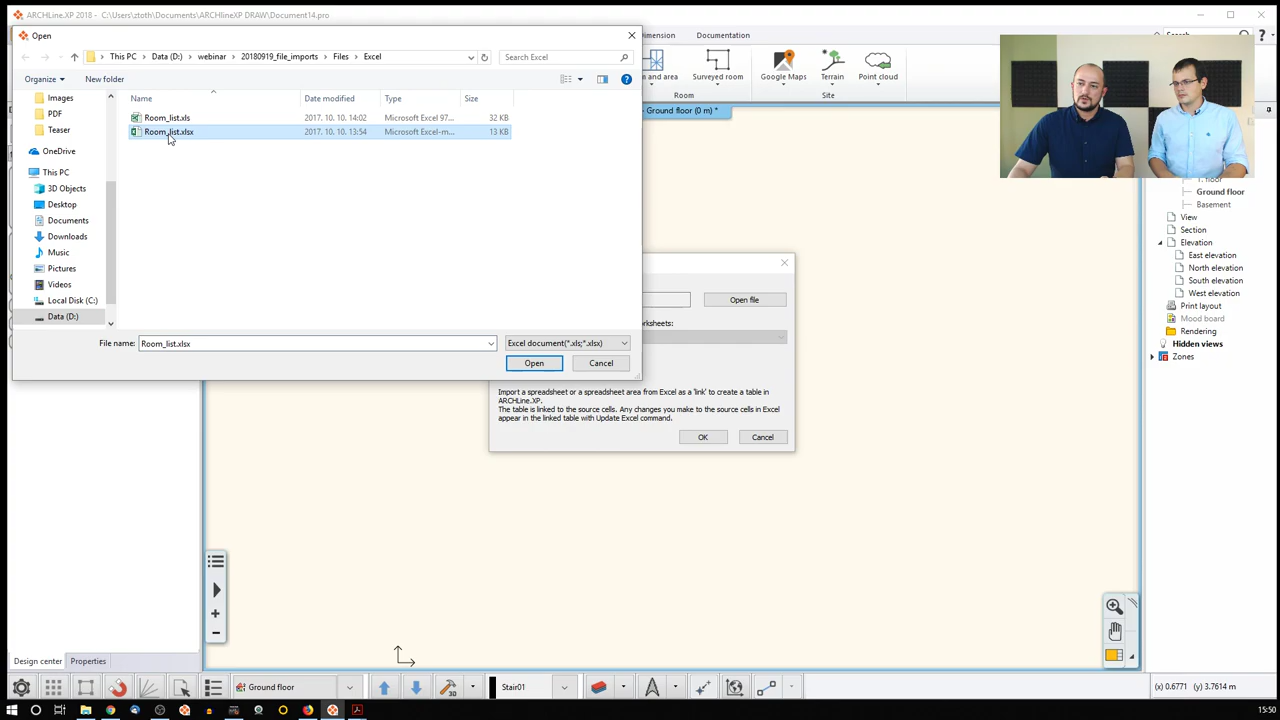 ARCHLine.XP - C:\Users\ztoth\Documents\ARCHlineXP DRAW\Document14.pro
Open
This PC > Data (D:) > webinar > 20180919_file_imports > Files > Excel
Search Excel
Organize
New folder
Name
Date modified
Type
Size
Room_list.xls
2017. 10. 10. 14:02
Microsoft Excel 97...
32 KB
Room_list.xlsx
2017. 10. 10. 13:54
Microsoft Excel-m...
13 KB
Images
PDF
Teaser
OneDrive
This PC
3D Objects
Desktop
Documents
Downloads
Music
Pictures
Videos
Local Disk (C:)
Data (D:)
File name:
Room_list.xlsx
Excel document(*.xls;*.xlsx)
Open
Cancel
Documentation
Surveyed room
Google Maps
Terrain
Point cloud
Room
Site
Ground floor (0 m) *
Open file
Import a spreadsheet or a spreadsheet area from Excel as a 'link' to create a table in
ARCHLine.XP.
The table is linked to the source cells. Any changes you make to the source cells in Excel
appear in the linked table with Update Excel command.
OK
Cancel
Ground floor
Basement
View
Section
Elevation
East elevation
North elevation
South elevation
West elevation
Print layout
Mood board
Rendering
Hidden views
Zones
Design center
Properties
Ground floor
30
Stair01
(x) 0.6771 (y) 3.7614 m
15:50